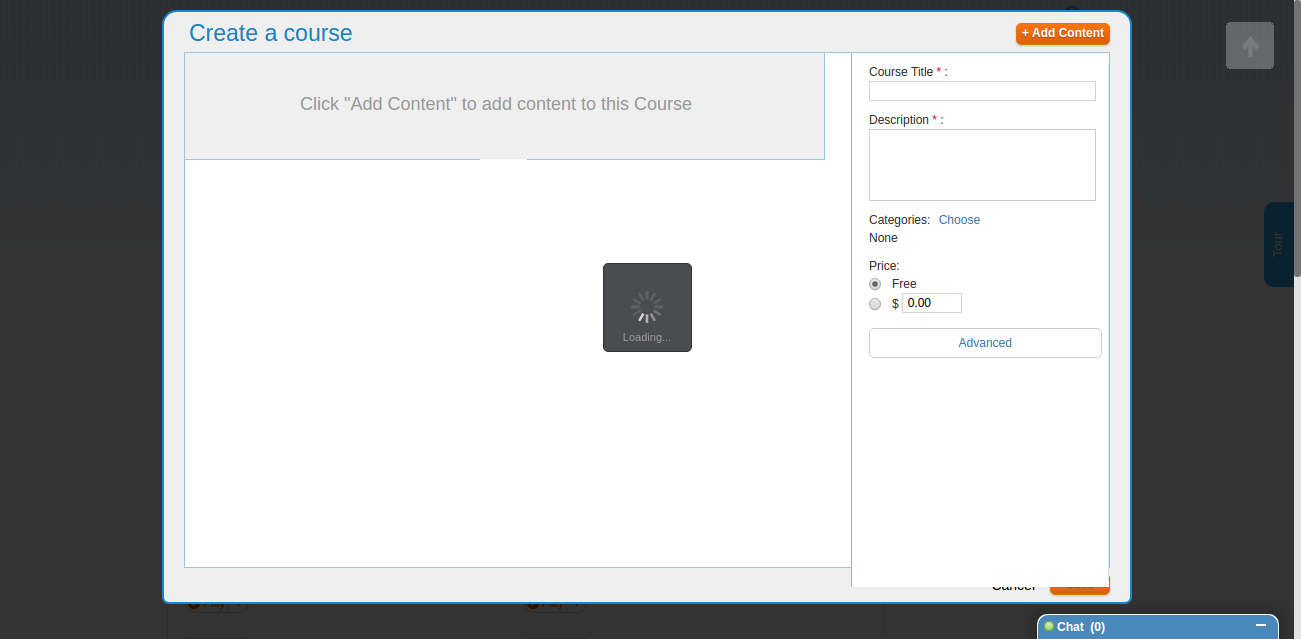 Create a course
+ Add Content
Click "Add Content" to add content to this Course
Course Title * :
Description * :
Categories: Choose
None
Price:
Free
$ 0.00
Advanced
Loading...
Tour
Cancel
Chat (0)